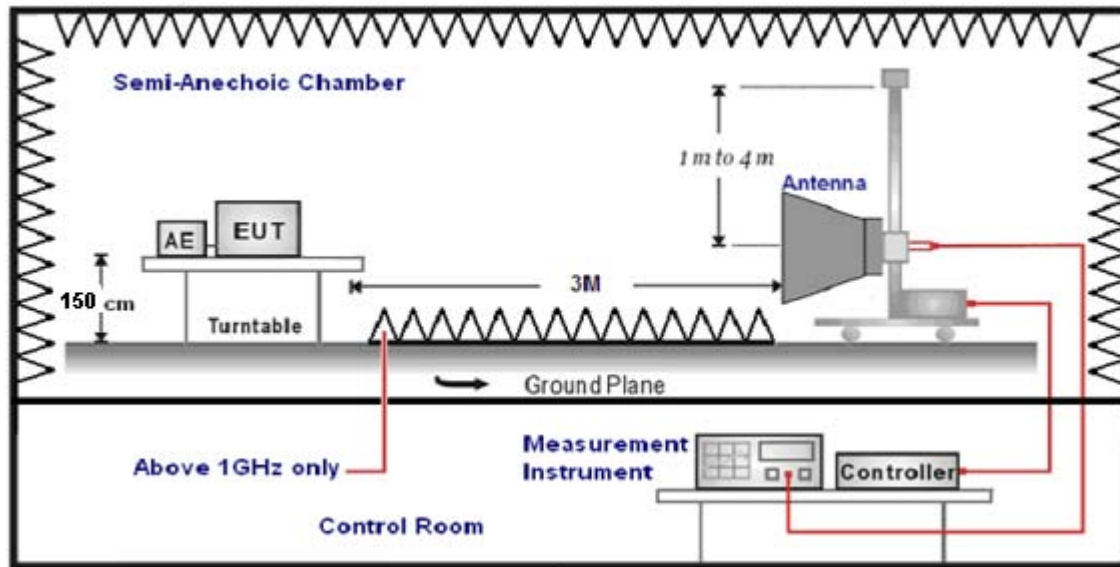 Semi-Anechoic Chamber
1 m to 4 m
Antenna
AE
EUT
150 cm
3M
Turntable
Ground Plane
Above 1GHz only
Measurement
Instrument
Controller
Control Room